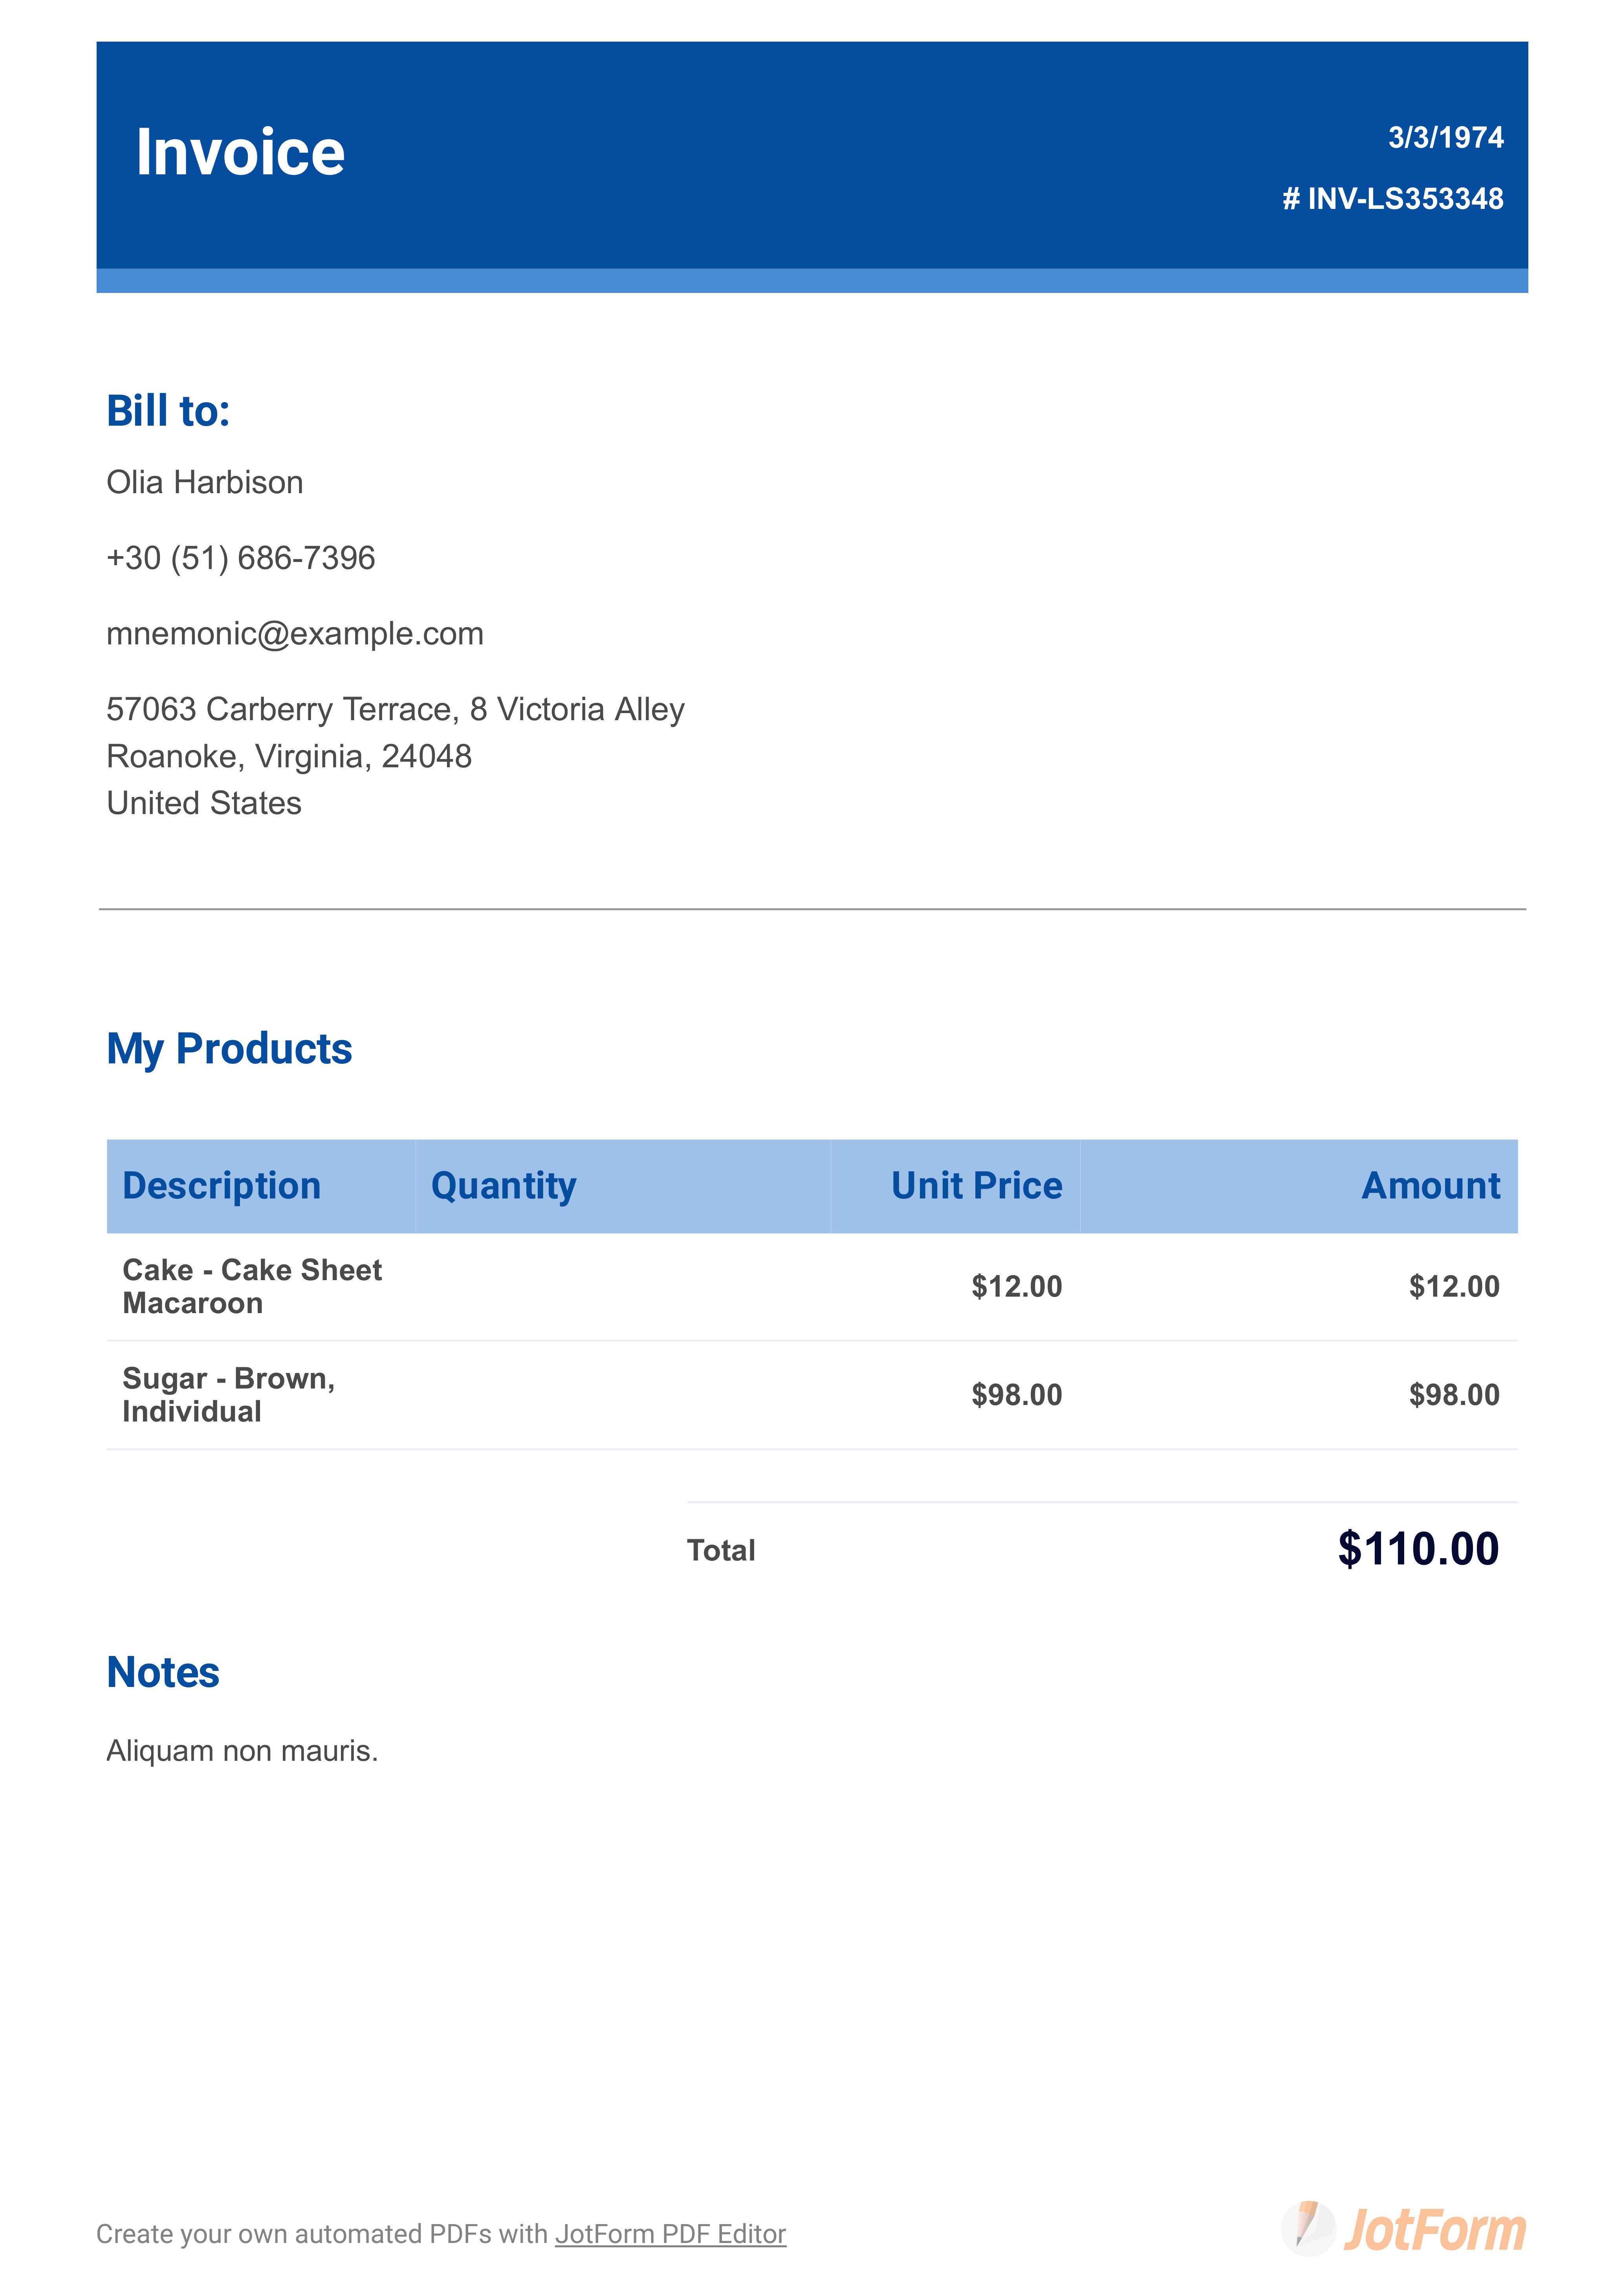 Invoice
3/3/1974
# INV-LS353348
Bill to:
Olia Harbison
+30 (51) 686-7396
mnemonic@example.com
57063 Carberry Terrace, 8 Victoria Alley
Roanoke, Virginia, 24048
United States
My Products
Description Quantity Unit Price Amount
Cake - Cake Sheet
Macaroon
$12.00 $12.00
Sugar - Brown,
Individual
$98.00 $98.00
Total $110.00
Notes
Aliquam non mauris.
Create your own automated PDFs with JotForm PDF Editor
JotForm